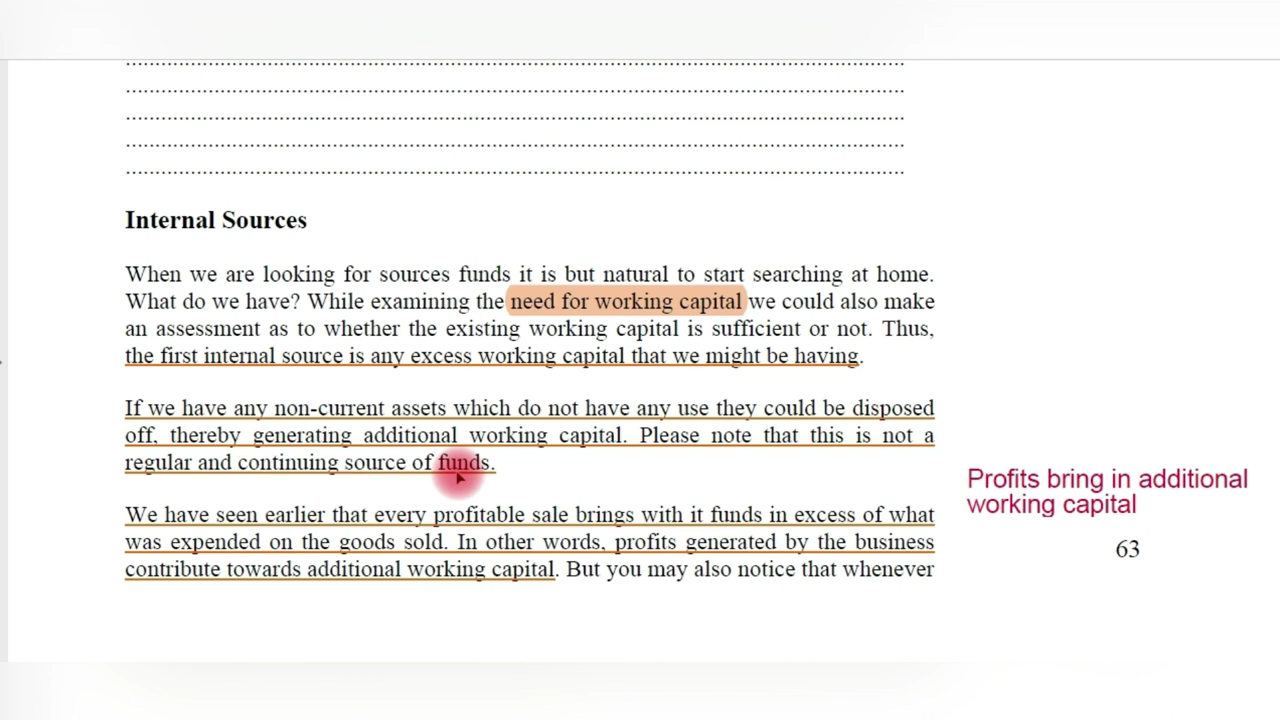 ................................................................................................................................................................
................................................................................................................................................................
................................................................................................................................................................
................................................................................................................................................................
................................................................................................................................................................
Internal Sources
When we are looking for sources funds it is but natural to start searching at home.
What do we have? While examining the need for working capital we could also make
an assessment as to whether the existing working capital is sufficient or not. Thus,
the first internal source is any excess working capital that we might be having.
If we have any non-current assets which do not have any use they could be disposed
off, thereby generating additional working capital. Please note that this is not a
regular and continuing source of funds.
We have seen earlier that every profitable sale brings with it funds in excess of what
was expended on the goods sold. In other words, profits generated by the business
contribute towards additional working capital. But you may also notice that whenever
Profits bring in additional
working capital
63